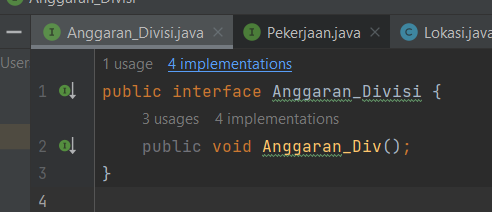 Anggaran_Divisi
Anggaran_Divisi.java Pekerjaan.java Lokasi.java
User
1 usage 4 implementations
1 public interface Anggaran_Divisi {
3 usages 4 implementations
2 public void Anggaran_Div();
3 }
4